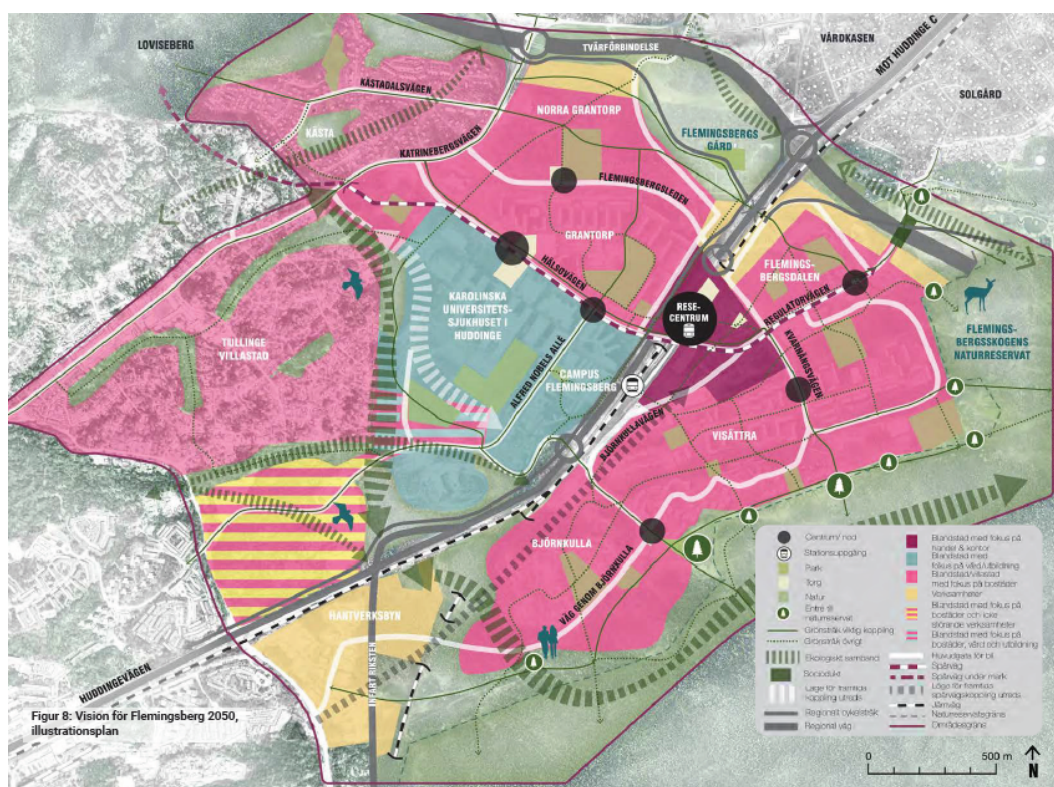 LOVISEBERG
TVÄRFÖRBINDELSE
VÅRDKASEN
MOT HUDDINGE C
SOLGÅRD
KÄSTADALSVÄGEN
KÄSTA
NORRA GRANTORP
FLEMINGSBERGS
GÅRD
KATRINEBERGSVÄGEN
FLEMINGSBERGSLEDEN
GRANTORP
HÄLSOVÄGEN
FLEMINGS-
BERGSDALEN
KAROLINSKA
UNIVERSITETS-
SJUKHUSET I
HUDDINGE
RESE-
CENTRUM
REGULATORVÄGEN
FLEMINGS-
BERGSSKOGENS
NATURRESERVAT
TULLINGE
VILLASTAD
ALFRED NOBELS ALLE
CAMPUS
FLEMINGSBERG
KVARNÄNGSVÄGEN
BJÖRNKULLAVÄGEN
VISÄTTRA
BJÖRNKULLA
VÄG GENOM BJÖRNKULLA
HANTVERKSBYN
HUDDINGEVÄGEN
INFART RIKSTEN
Figur 8: Vision för Flemingsberg 2050,
illustrationsplan
Centrum/ nod
Stationsuppgång
Park
Torg
Natur
Entré till
naturreservat
Grönstråk viktig koppling
Grönstråk övrigt
Ekologiskt samband
Ecodukt
Läge för framtida
koppling utreds
Regionalt cykelstråk
Regional väg
Blandstad med fokus på
handel & kontor
Blandstad med
fokus på vård/utbildning
Blandstad/villastad
med fokus på bostäder
Verksamheter
Blandstad med fokus på
bostäder och icke
störande verksamheter
Blandstad med fokus på
bostäder, vård och utbildning
Huvudgata för bil
Spårväg
Spårväg under mark
Läge för framtida
spårvägskoppling utreds
Järnväg
Naturreservatsgräns
Områdesgräns
0 500 m
N